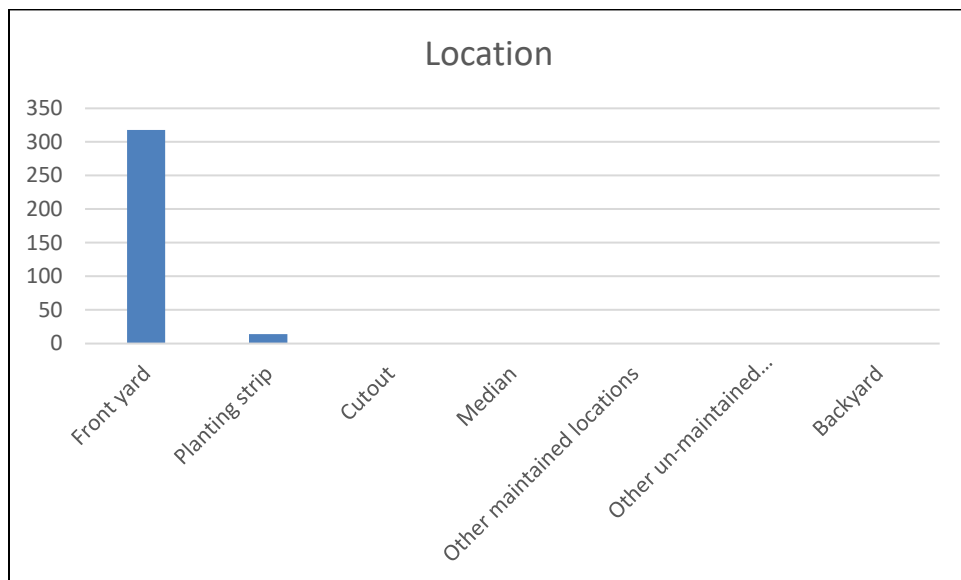 Location
350
300
250
200
150
100
50
0
Front yard
Planting strip
Cutout
Median
Other maintained locations
Other un-maintained...
Backyard